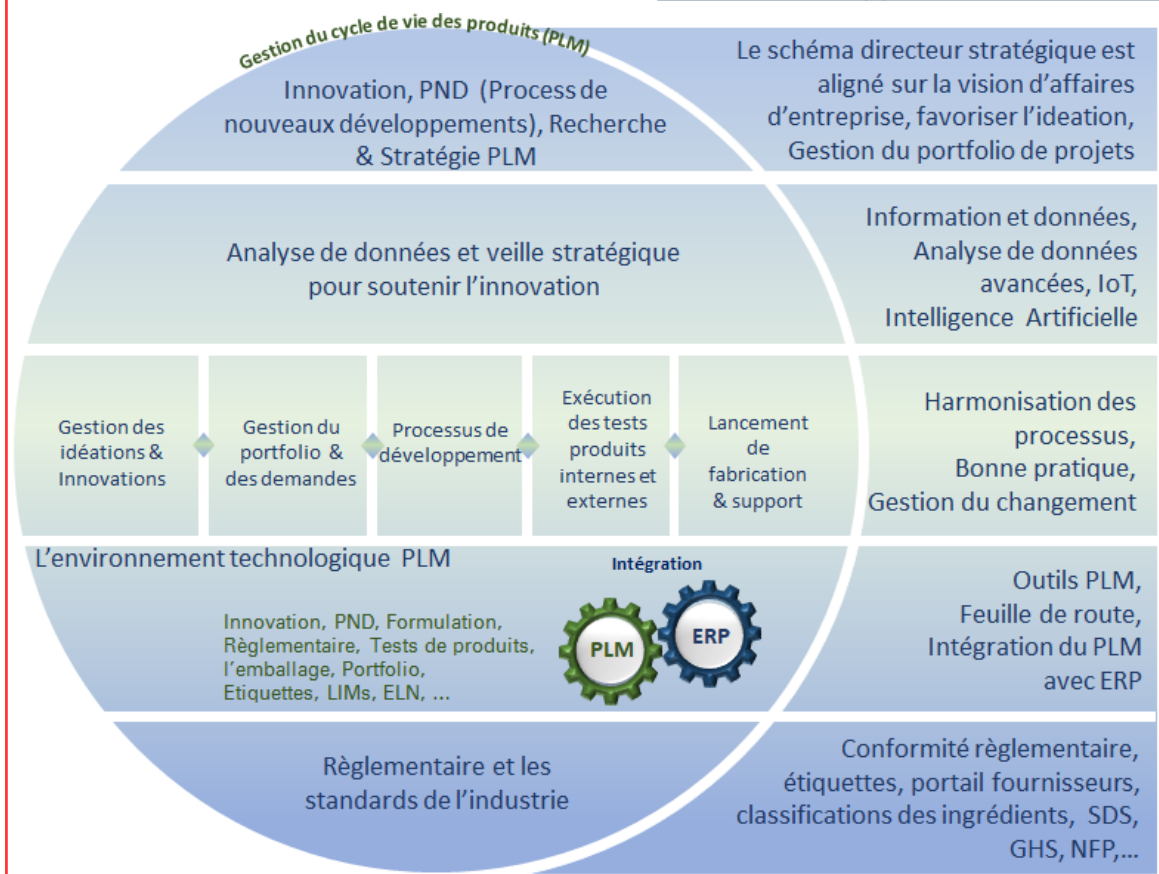 Gestion du cycle de vie des produits (PLM)
Innovation, PND (Process de
nouveaux développements), Recherche
& Stratégie PLM
Le schéma directeur stratégique est
aligné sur la vision d’affaires
d’entreprise, favoriser l’ideation,
Gestion du portfolio de projets
Analyse de données et veille stratégique
pour soutenir l’innovation
Information et données,
Analyse de données
avancées, IoT,
Intelligence Artificielle
Gestion des
idéations &
Innovations
Gestion du
portfolio &
des demandes
Processus de
développement
Exécution
des tests
produits
internes et
externes
Lancement
de
fabrication
& support
Harmonisation des
processus,
Bonne pratique,
Gestion du changement
L’environnement technologique PLM
Innovation, PND, Formulation,
Règlementaire, Tests de produits,
l’emballage, Portfolio,
Etiquettes, LIMs, ELN, ...
Intégration
PLM
ERP
Outils PLM,
Feuille de route,
Intégration du PLM
avec ERP
Règlementaire et les
standards de l’industrie
Conformité règlementaire,
étiquettes, portail fournisseurs,
classifications des ingrédients, SDS,
GHS, NFP,...